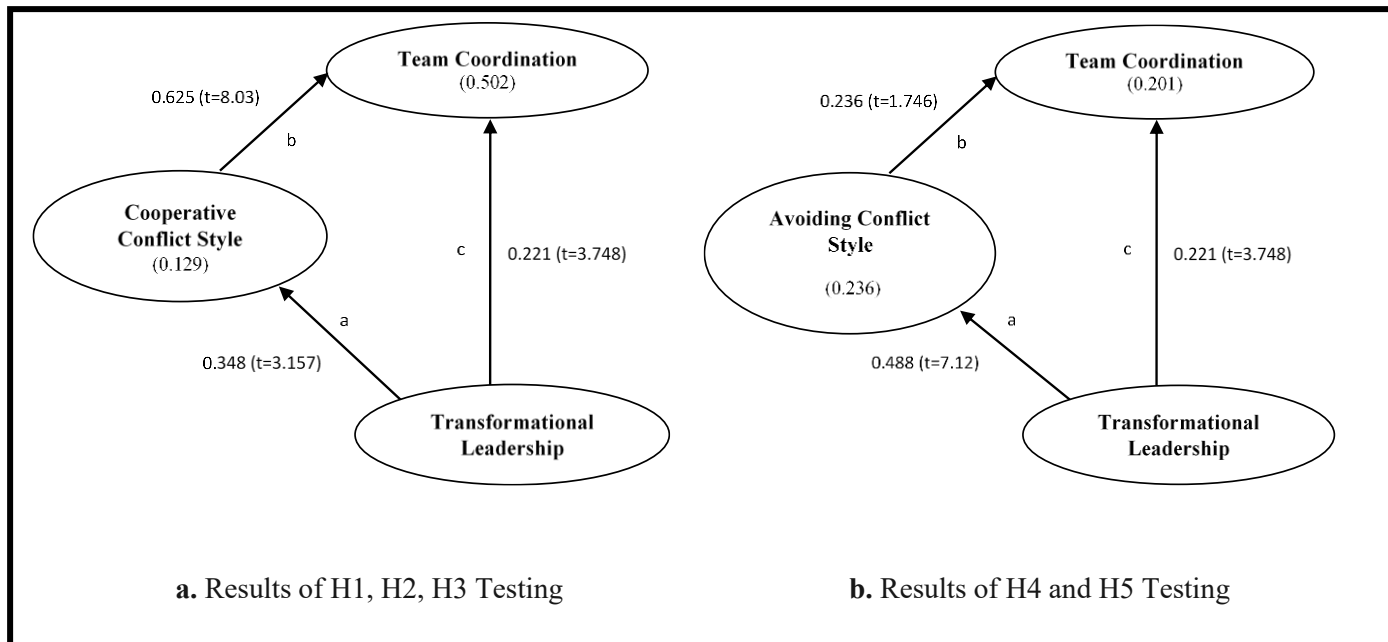 Team Coordination
(0.502)
0.625 (t=8.03)
b
Cooperative
Conflict Style
(0.129)
c
0.221 (t=3.748)
a
0.348 (t=3.157)
Transformational
Leadership
a. Results of H1, H2, H3 Testing
Team Coordination
(0.201)
0.236 (t=1.746)
b
Avoiding Conflict
Style
(0.236)
c
0.221 (t=3.748)
a
0.488 (t=7.12)
Transformational
Leadership
b. Results of H4 and H5 Testing